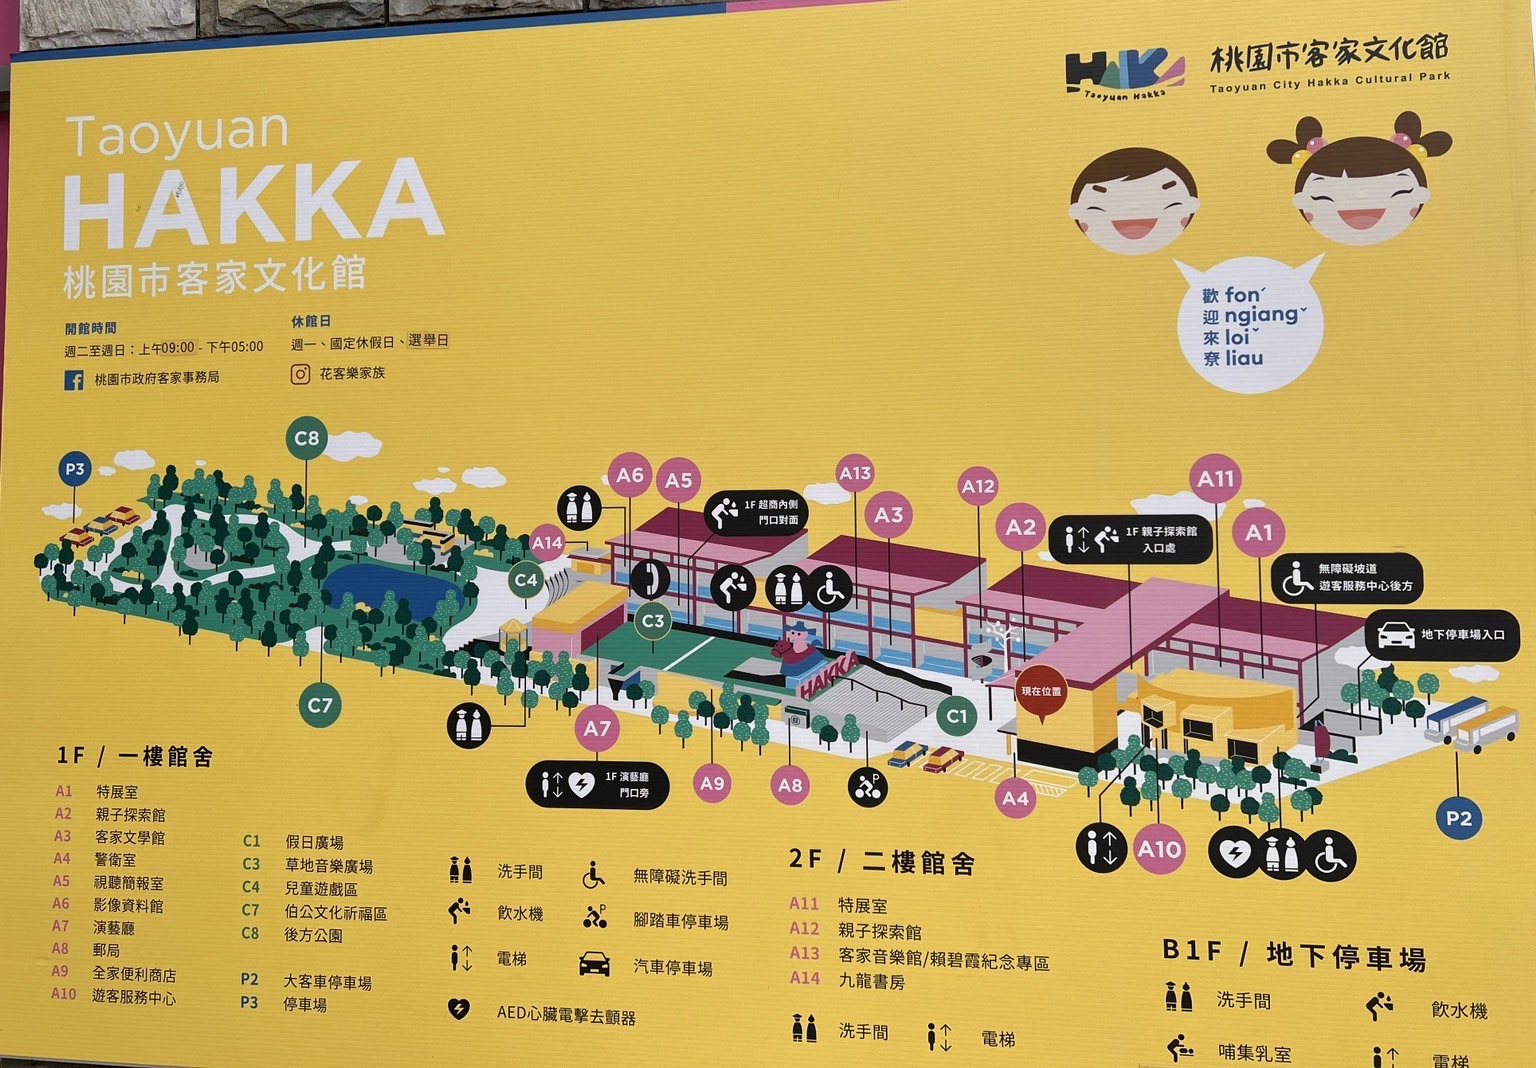 HAKKA
Taoyuan Hakka
桃園市客家文化館
Taoyuan City Hakka Cultural Park
Taoyuan
HAKKA
桃園市客家文化館
開館時間
週二至週日：上午09:00 - 下午05:00
桃園市政府客家事務局
休館日
週一、國定休假日、選舉日
花客樂家族
歡 fonˊ
迎 ngiangˇ
來 loiˇ
寮 liau
P3
C8
A14
C4
A6
A5
1F 超商內側
門口對面
A13
A3
A12
A2
1F 親子探索館
入口處
A11
A1
無障礙坡道
遊客服務中心後方
地下停車場入口
C3
HAKKA
現在位置
C7
A7
1F 演藝廳
門口旁
A9
A8
P
C1
A4
A10
P2
1F / 一樓館舍
A1 特展室
A2 親子探索館
A3 客家文學館
A4 警衛室
A5 視聽簡報室
A6 影像資料館
A7 演藝廳
A8 郵局
A9 全家便利商店
A10 遊客服務中心
C1 假日廣場
C3 草地音樂廣場
C4 兒童遊戲區
C7 伯公文化祈福區
C8 後方公園
P2 大客車停車場
P3 停車場
洗手間
飲水機
電梯
AED心臟電擊去顫器
無障礙洗手間
P
腳踏車停車場
汽車停車場
2F / 二樓館舍
A11 特展室
A12 親子探索館
A13 客家音樂館/賴碧霞紀念專區
A14 九龍書房
洗手間
電梯
B1F / 地下停車場
洗手間
飲水機
哺集乳室
電梯